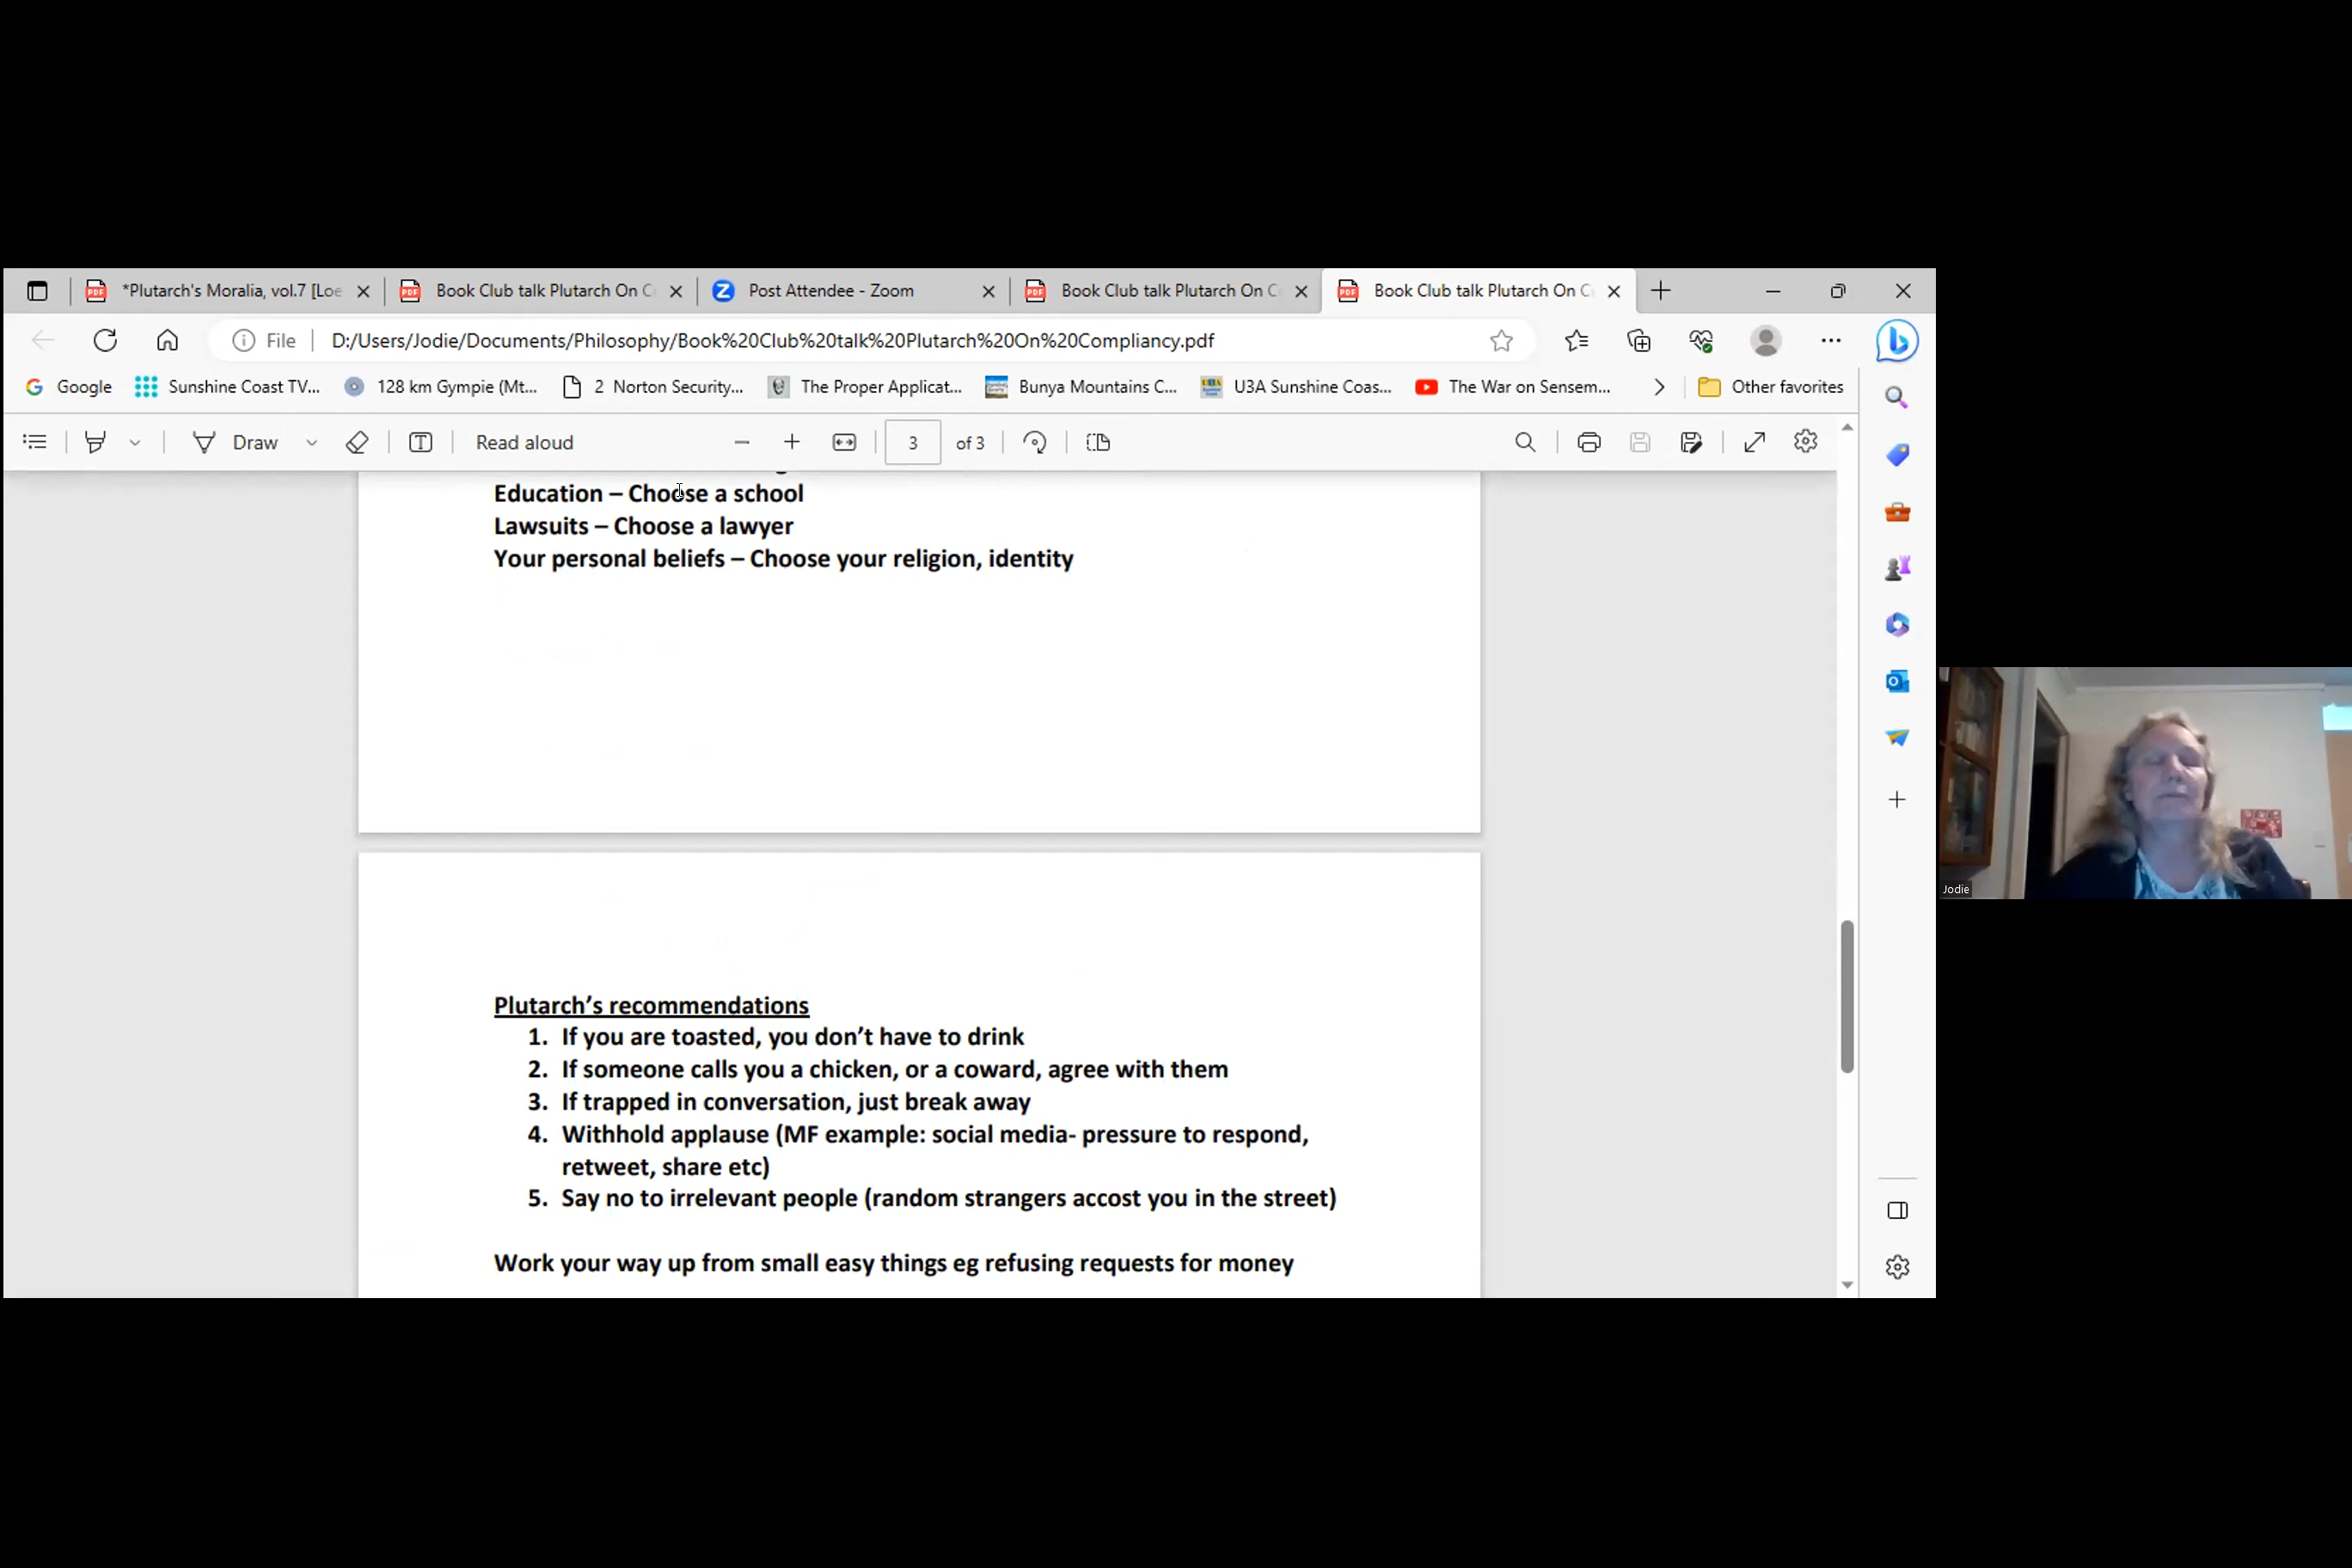 *Plutarch's Moralia, vol.7 [Loe
Book Club talk Plutarch On C
Post Attendee - Zoom
Book Club talk Plutarch On C
Book Club talk Plutarch On C
File
D:/Users/Jodie/Documents/Philosophy/Book%20Club%20talk%20Plutarch%20On%20Compliancy.pdf
Google
Sunshine Coast TV...
128 km Gympie (Mt...
2 Norton Security...
The Proper Applicat...
Bunya Mountains C...
U3A Sunshine Coas...
The War on Sensem...
Other favorites
Draw
Read aloud
3
of 3
Education – Choose a school
Lawsuits – Choose a lawyer
Your personal beliefs – Choose your religion, identity
Plutarch’s recommendations
1. If you are toasted, you don’t have to drink
2. If someone calls you a chicken, or a coward, agree with them
3. If trapped in conversation, just break away
4. Withhold applause (MF example: social media- pressure to respond,
retweet, share etc)
5. Say no to irrelevant people (random strangers accost you in the street)
Work your way up from small easy things eg refusing requests for money
Jodie